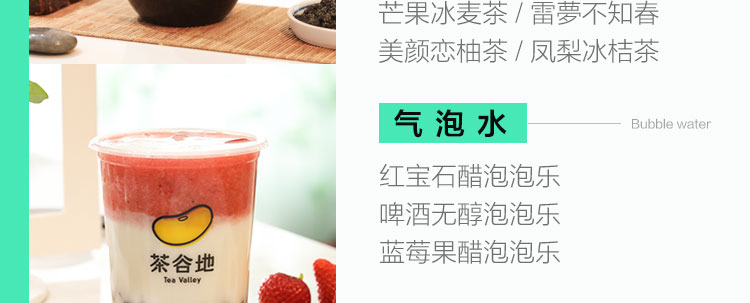 芒果冰麦茶 / 雷夢不知春
美颜恋柚茶 / 凤梨冰桔茶
气泡水
Bubble water
红宝石醋泡泡乐
啤酒无醇泡泡乐
蓝莓果醋泡泡乐
茶谷地
Tea Valley